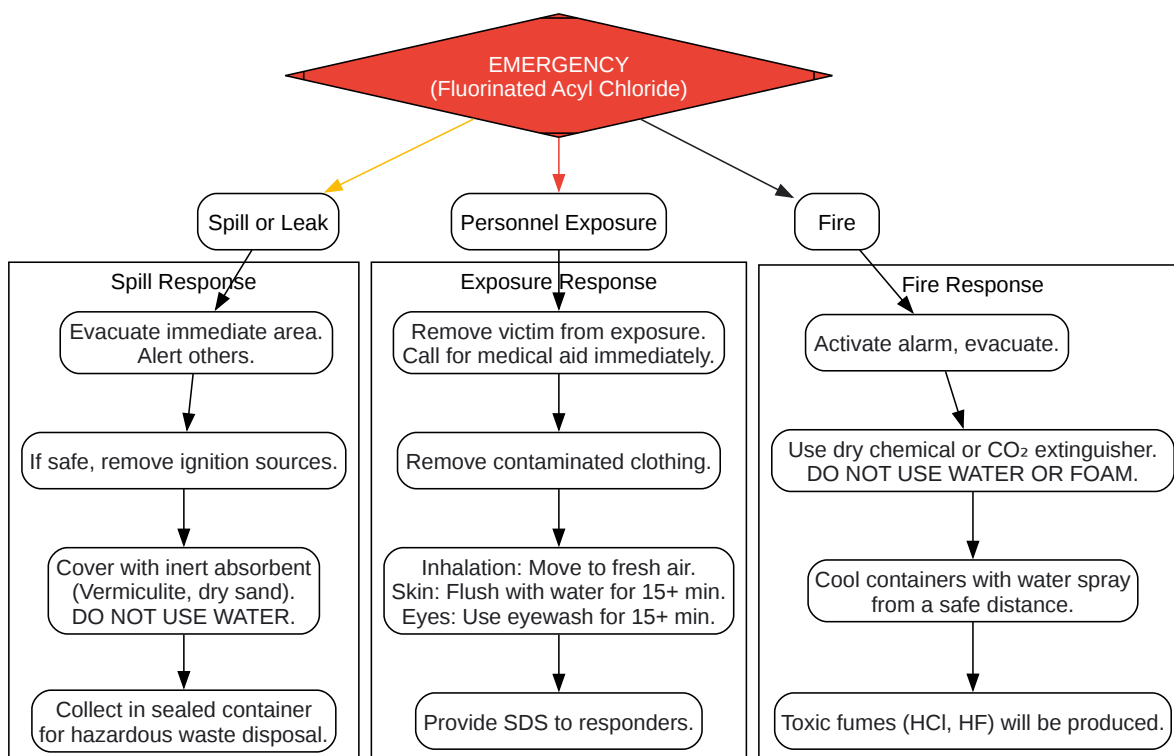 EMERGENCY
(Fluorinated Acyl Chloride)
Spill or Leak
Personnel Exposure
Fire
Spill Response
Evacuate immediate area.
Alert others.
If safe, remove ignition sources.
Cover with inert absorbent
(Vermiculite, dry sand).
DO NOT USE WATER.
Collect in sealed container
for hazardous waste disposal.
Exposure Response
Remove victim from exposure.
Call for medical aid immediately.
Remove contaminated clothing.
Inhalation: Move to fresh air.
Skin: Flush with water for 15+ min.
Eyes: Use eyewash for 15+ min.
Provide SDS to responders.
Fire Response
Activate alarm, evacuate.
Use dry chemical or CO₂ extinguisher.
DO NOT USE WATER OR FOAM.
Cool containers with water spray
from a safe distance.
Toxic fumes (HCl, HF) will be produced.